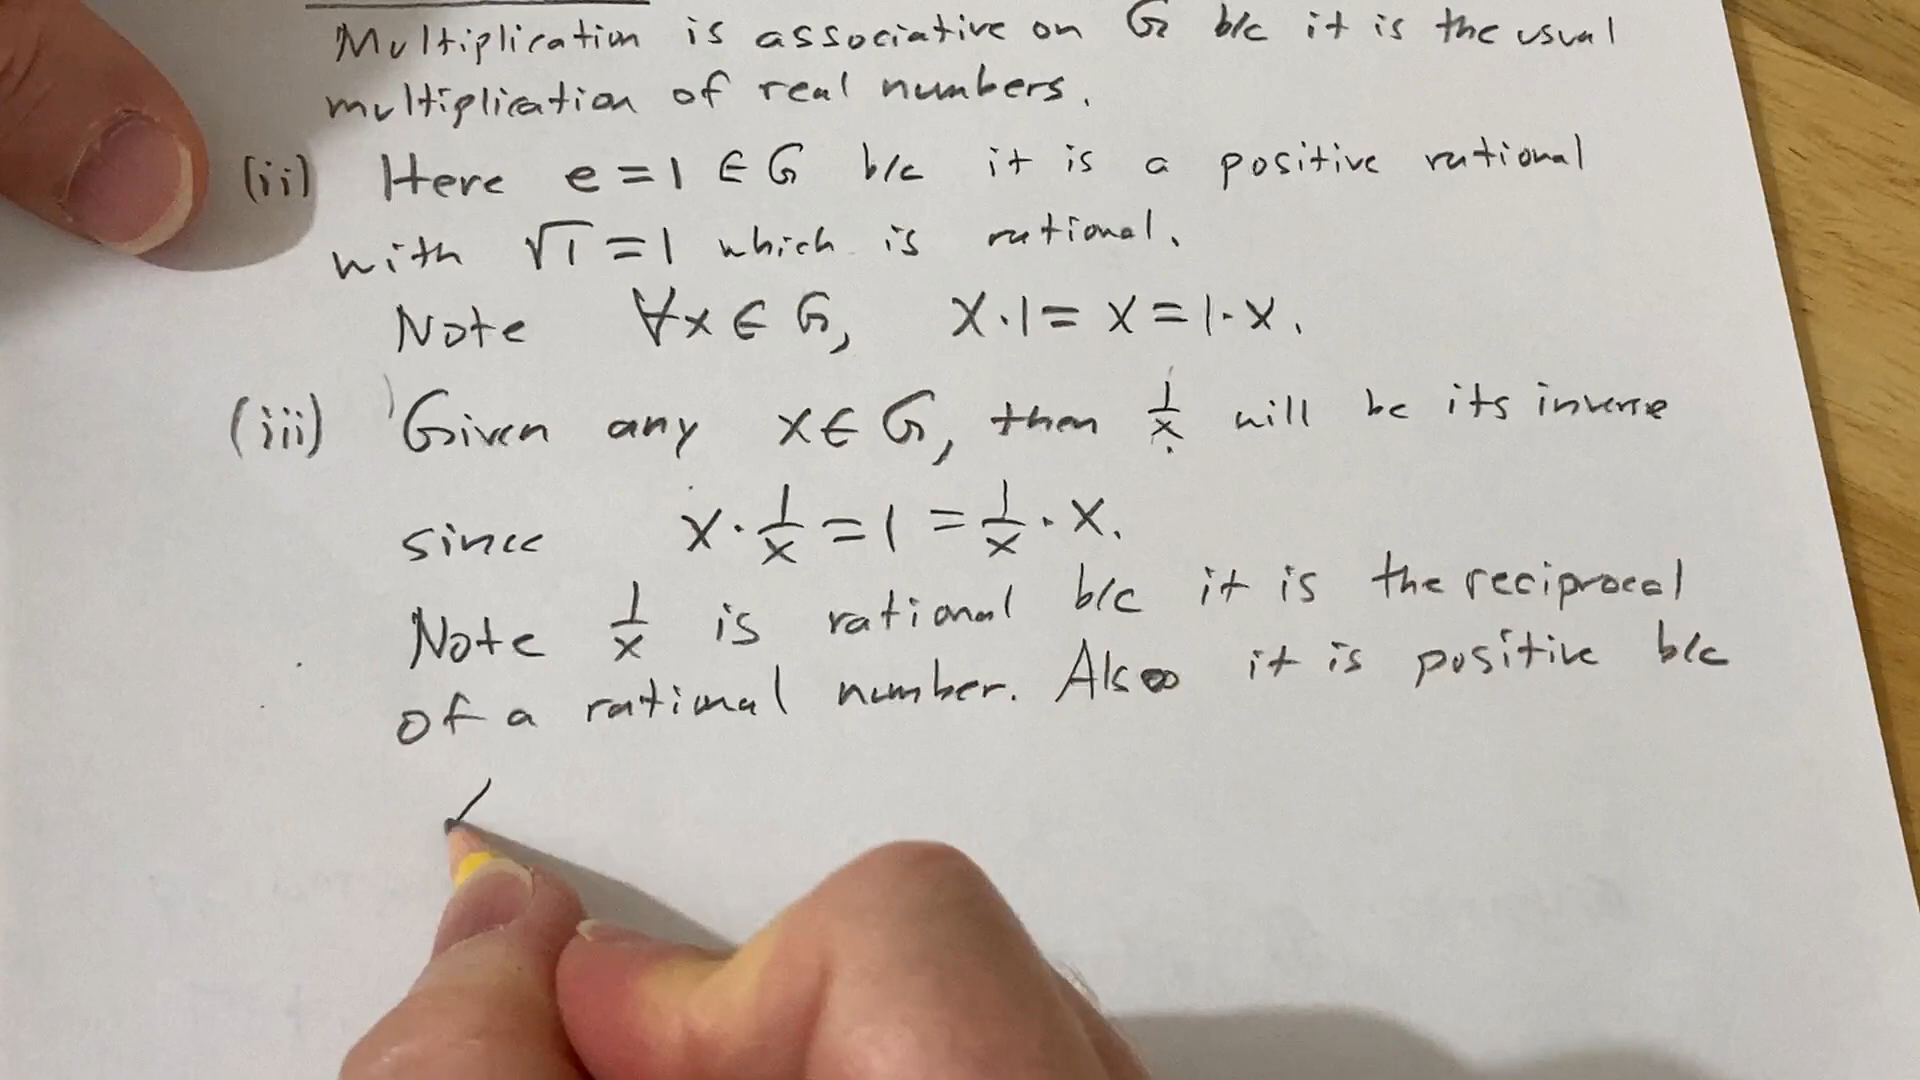 Multiplication is associative on G b/c it is the usual
multiplication of real numbers.
(ii) Here e = 1 ∈ G b/c it is a positive rational
with √1 = 1 which is rational.
Note ∀x ∈ G, x·1 = x = 1·x.
(iii) Given any x ∈ G, then 1/x will be its inverse
since x·1/x = 1 = 1/x·x.
Note 1/x is rational b/c it is the reciprocal
of a rational number. Also it is positive b/c